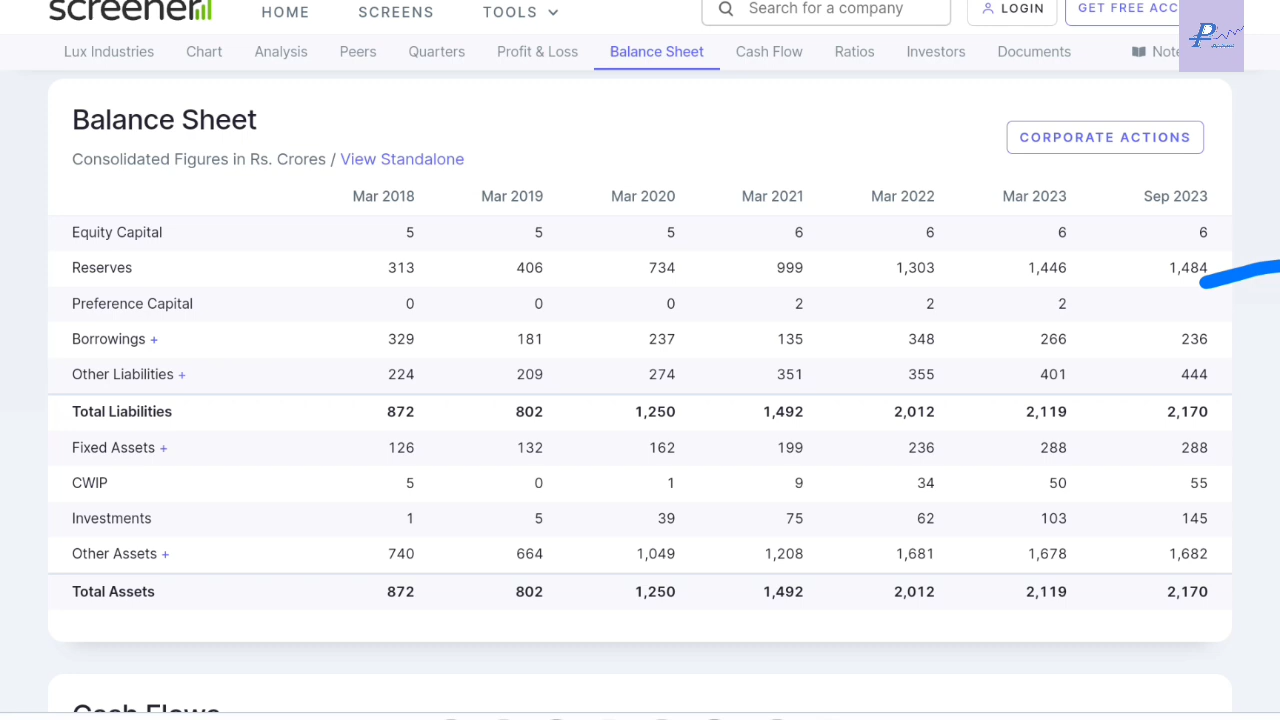 screener
HOME SCREENS TOOLS Search for a company LOGIN GET FREE ACC
Lux Industries Chart Analysis Peers Quarters Profit & Loss Balance Sheet Cash Flow Ratios Investors Documents Note
Balance Sheet
CORPORATE ACTIONS
Consolidated Figures in Rs. Crores / View Standalone
Mar 2018 Mar 2019 Mar 2020 Mar 2021 Mar 2022 Mar 2023 Sep 2023
Equity Capital 5 5 5 6 6 6 6
Reserves 313 406 734 999 1,303 1,446 1,484
Preference Capital 0 0 0 2 2 2
Borrowings + 329 181 237 135 348 266 236
Other Liabilities + 224 209 274 351 355 401 444
Total Liabilities 872 802 1,250 1,492 2,012 2,119 2,170
Fixed Assets + 126 132 162 199 236 288 288
CWIP 5 0 1 9 34 50 55
Investments 1 5 39 75 62 103 145
Other Assets + 740 664 1,049 1,208 1,681 1,678 1,682
Total Assets 872 802 1,250 1,492 2,012 2,119 2,170
Cash Flows